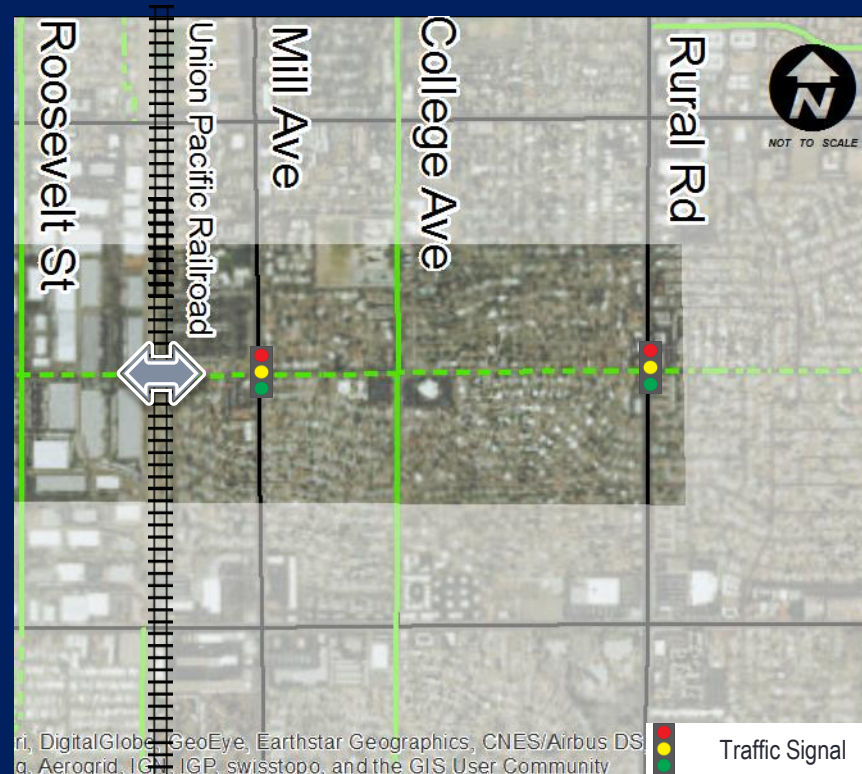 Roosevelt St
Union Pacific Railroad
Mill Ave
College Ave
Rural Rd
N
NOT TO SCALE
ri, DigitalGlobe, GeoEye, Earthstar Geographics, CNES/Airbus DS
Aerogrid, IGN, IGP, swisstopo, and the GIS User Community
Traffic Signal